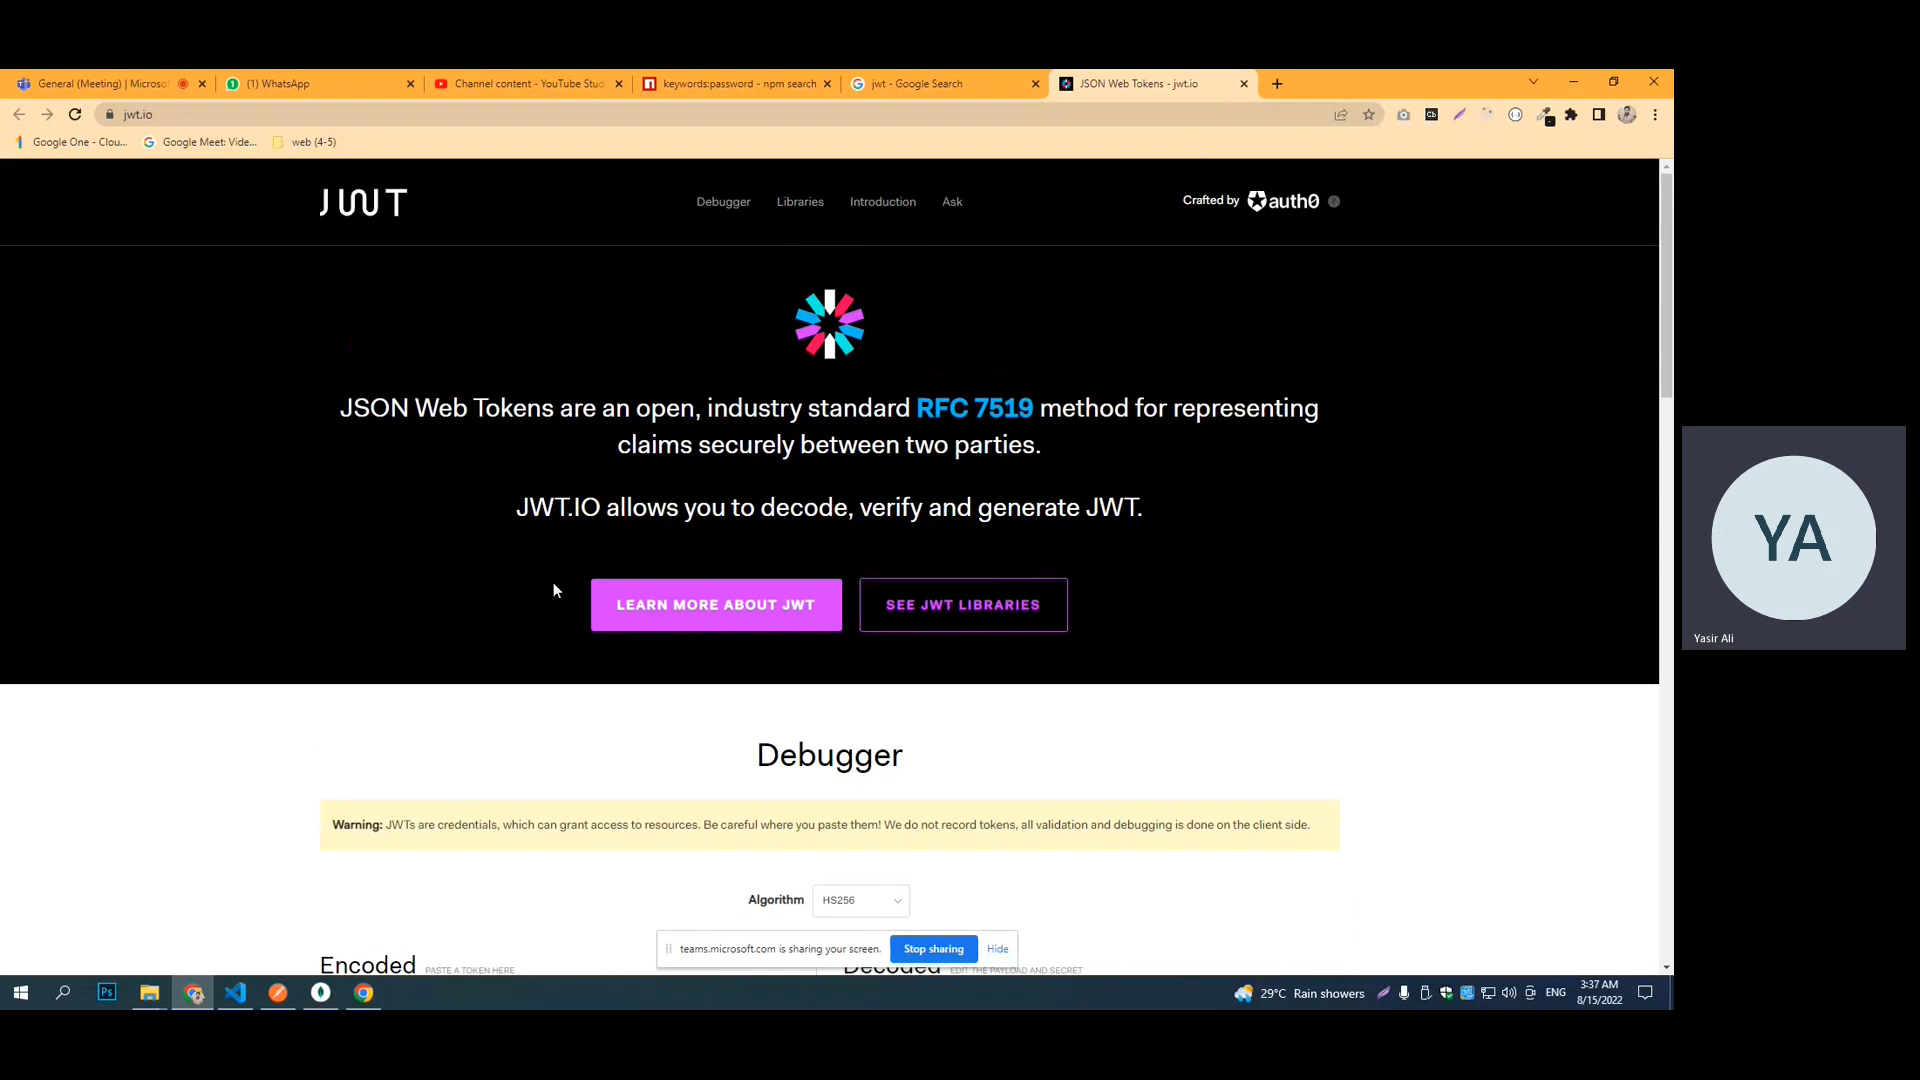 General (Meeting) | Microso
(1) WhatsApp
Channel content - YouTube Stud
keywords:password - npm search
jwt - Google Search
JSON Web Tokens - jwt.io
jwt.io
Google One - Clou...
Google Meet: Vide...
web (4-5)
JWT
Debugger
Libraries
Introduction
Ask
Crafted by auth0
JSON Web Tokens are an open, industry standard RFC 7519 method for representing
claims securely between two parties.
JWT.IO allows you to decode, verify and generate JWT.
LEARN MORE ABOUT JWT
SEE JWT LIBRARIES
YA
Yasir Ali
Debugger
Warning: JWTs are credentials, which can grant access to resources. Be careful where you paste them! We do not record tokens, all validation and debugging is done on the client side.
Algorithm
HS256
teams.microsoft.com is sharing your screen.
Stop sharing
Hide
Encoded
PASTE A TOKEN HERE
Decoded
EDIT THE PAYLOAD AND SECRET
Ps
29°C Rain showers
ENG
3:37 AM
8/15/2022